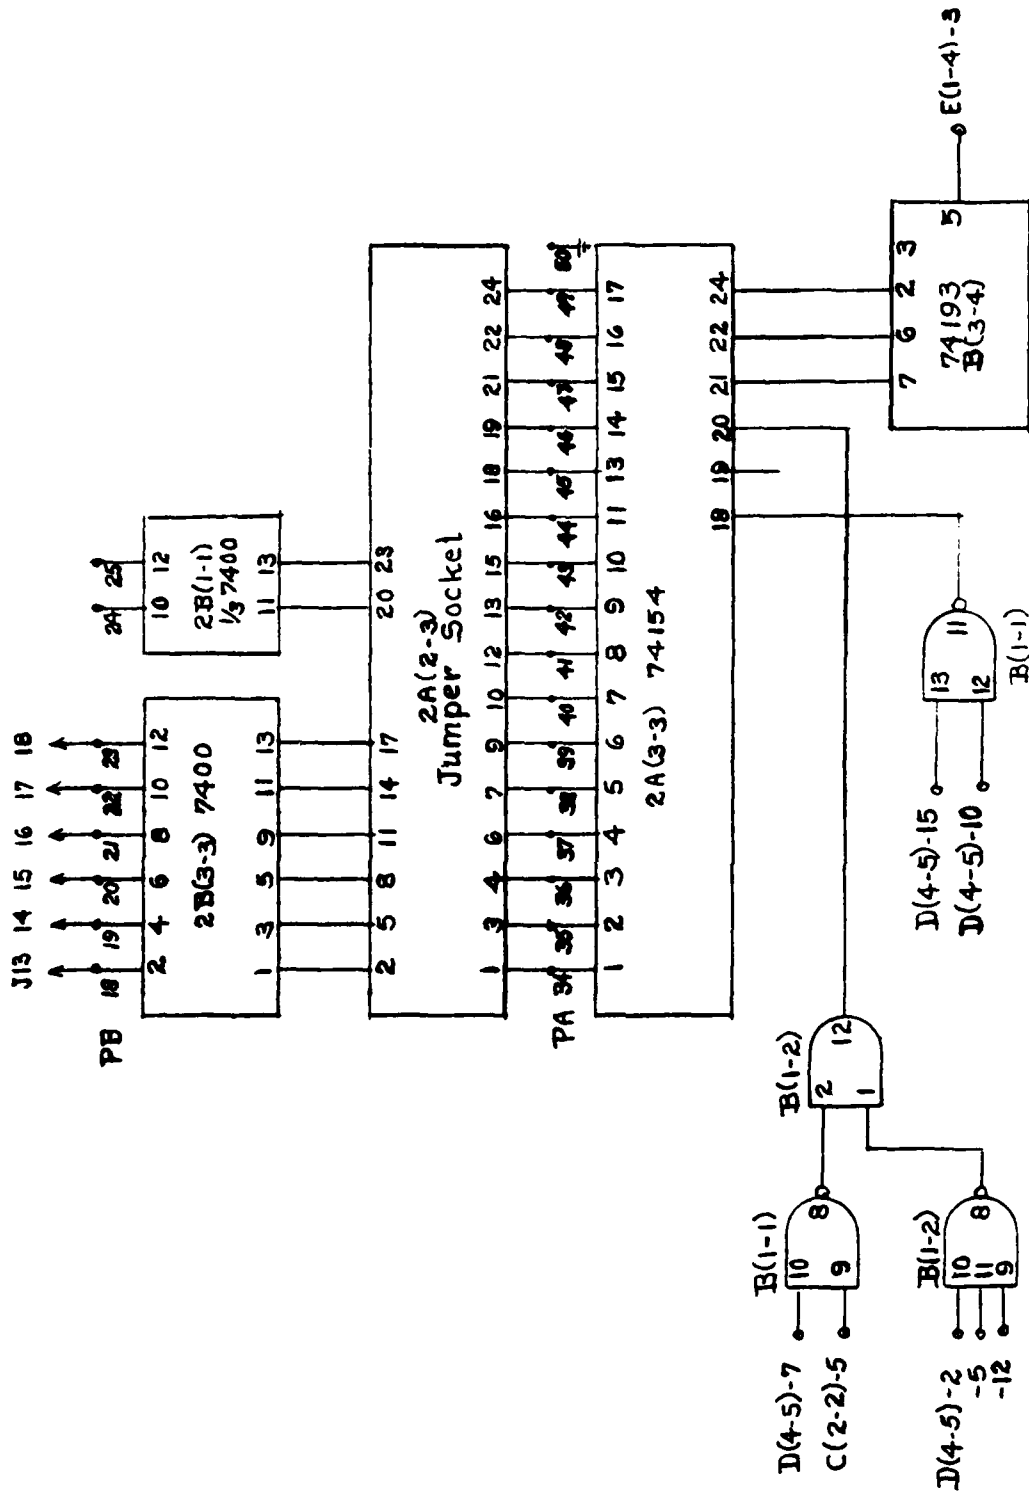 J13 14 15 16 17 18
PB
18 19 20 21 22 23 24 25
2 4 6 8 10 12
2B(3-3) 7400
1 3 5 9 11 13
10 12
2B(1-1)
1/3 7400
11 13
2 5 8 11 14 17 20 23
2A(2-3)
Jumper Socket
1 3 4 6 7 9 10 12 13 15 16 18 19 21 22 24
PA
34 35 36 37 38 39 40 41 42 43 44 45 46 47 48 49 50
1 2 3 4 5 6 7 8 9 10 11 13 14 15 16 17
2A(3-3) 74154
18 19 20 21 22 24
7 6 2 3
74193
B(3-4)
5
E(1-4)-3
B(1-2)
2
1
12
B(1-1)
10
9
8
D(4-5)-7
C(2-2)-5
B(1-2)
10
11
9
8
D(4-5)-2
-5
-12
D(4-5)-15
D(4-5)-10
13
12
11
B(1-1)